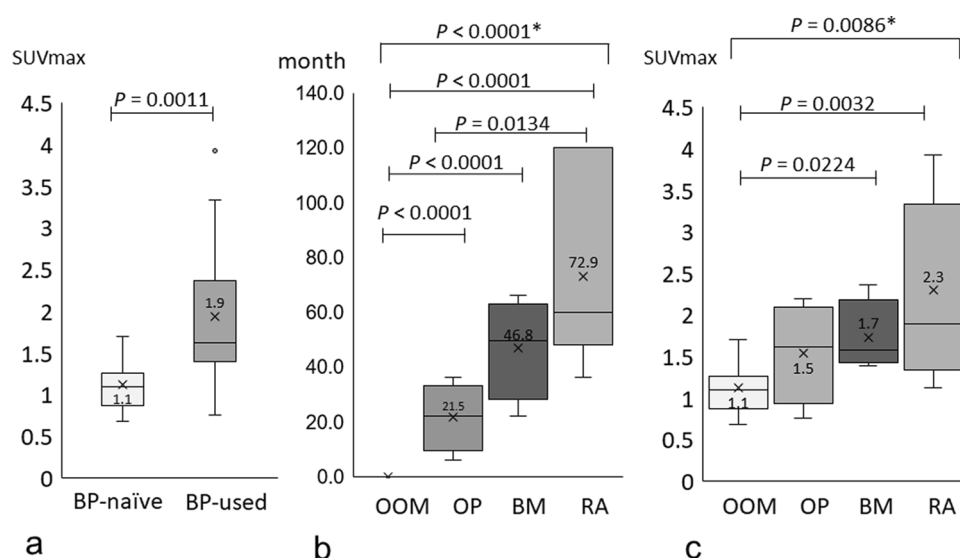 SUVmax
P = 0.0011
4.5
4
3.5
3
2.5
2
1.5
1
0.5
0
1.9
1.1
BP-naïve BP-used
a
P < 0.0001*
month
P < 0.0001
P = 0.0134
P < 0.0001
P < 0.0001
140.0
120.0
100.0
80.0
60.0
40.0
20.0
0.0
21.5
46.8
72.9
OOM OP BM RA
b
P = 0.0086*
SUVmax
P = 0.0032
P = 0.0224
4.5
4
3.5
3
2.5
2
1.5
1
0.5
0
1.1
1.5
1.7
2.3
OOM OP BM RA
c